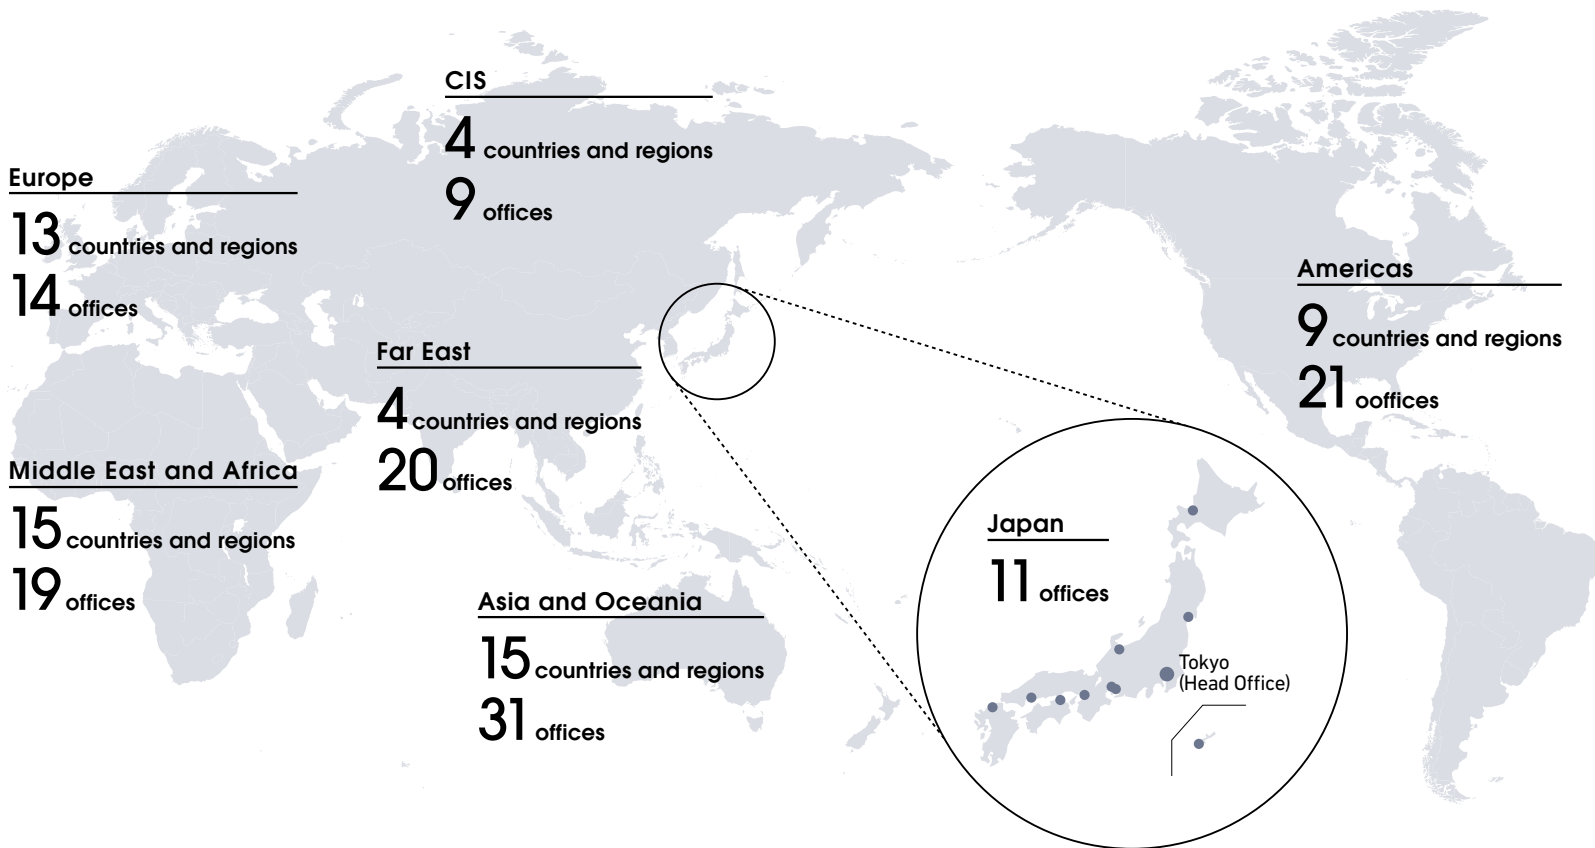 CIS
4 countries and regions
9 offices
Europe
13 countries and regions
14 offices
Americas
9 countries and regions
21 ooffices
Far East
4 countries and regions
20 offices
Middle East and Africa
15 countries and regions
19 offices
Asia and Oceania
15 countries and regions
31 offices
Japan
11 offices
Tokyo
(Head Office)